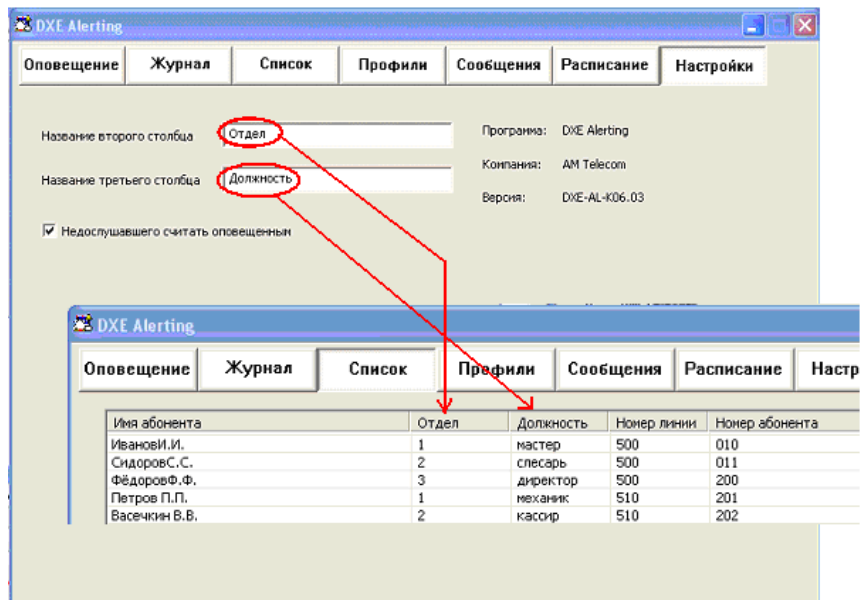 DXE Alerting
Оповещение Журнал Список Профили Сообщения Расписание Настройки
Название второго столбца Отдел Программа: DXE Alerting
Компания: AM Telecom
Название третьего столбца Должность
Версия: DXE-AL-K06.03
Недослушавшего считать оповещенным
DXE Alerting
Оповещение Журнал Список Профили Сообщения Расписание Настр
Имя абонента Отдел Должность Номер линии Номер абонента
ИвановИ.И. 1 мастер 500 010
СидоровС.С. 2 слесарь 500 011
ФёдоровФ.Ф. 3 директор 500 200
Петров П.П. 1 механик 510 201
Васечкин В.В. 2 кассир 510 202